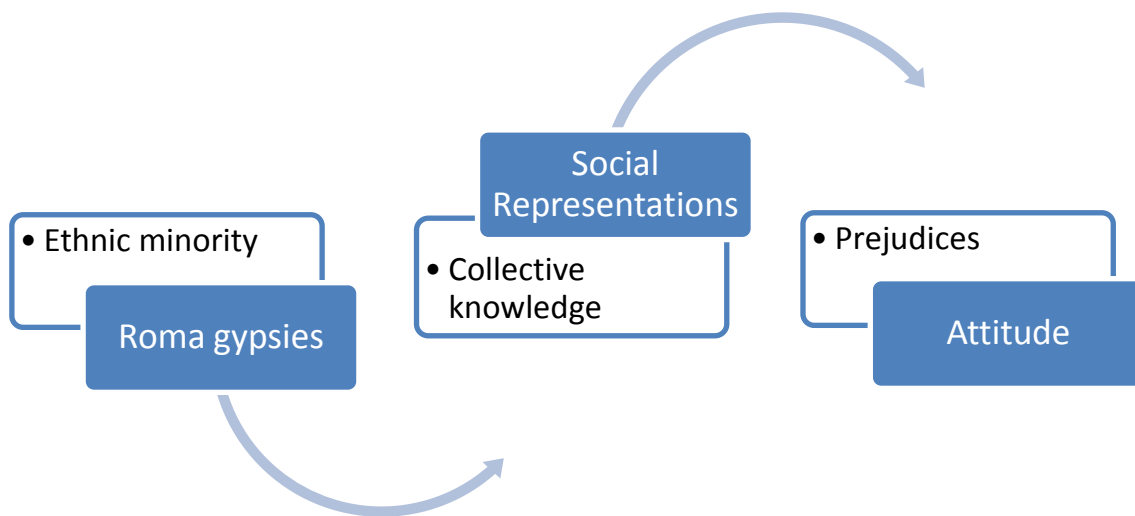 • Ethnic minority
Roma gypsies
Social
Representations
• Collective
knowledge
• Prejudices
Attitude